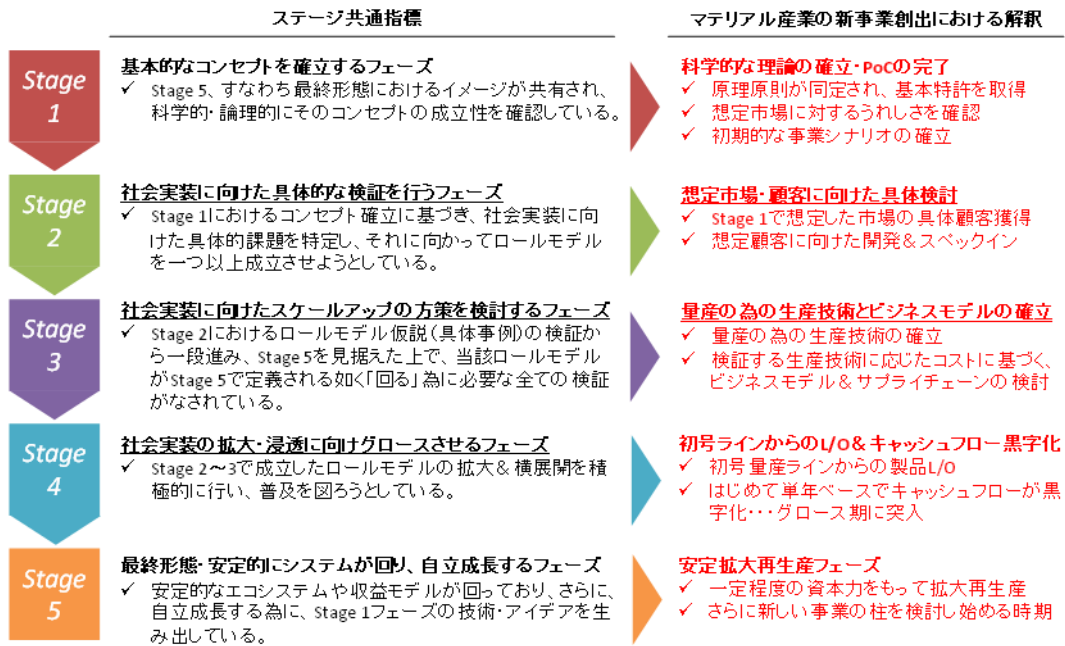 ステージ共通指標
マテリアル産業の新事業創出における解釈
Stage
1
基本的なコンセプトを確立するフェーズ
✓ Stage 5、すなわち最終形態におけるイメージが共有され、
科学的・論理的にそのコンセプトの成立性を確認している。
科学的な理論の確立・PoCの完了
✓ 原理原則が同定され、基本特許を取得
✓ 想定市場に対するうれしさを確認
✓ 初期的な事業シナリオの確立
Stage
2
社会実装に向けた具体的な検証を行うフェーズ
✓ Stage 1におけるコンセプト確立に基づき、社会実装に向
けた具体的課題を特定し、それに向かってロールモデル
を一つ以上成立させようとしている。
想定市場・顧客に向けた具体検討
✓ Stage 1で想定した市場の具体顧客獲得
✓ 想定顧客に向けた開発＆スペックイン
Stage
3
社会実装に向けたスケールアップの方策を検討するフェーズ
✓ Stage 2におけるロールモデル仮説（具体事例）の検証か
ら一段進み、Stage 5を見据えた上で、当該ロールモデル
がStage 5で定義される如く「回る」為に必要な全ての検証
がなされている。
量産の為の生産技術とビジネスモデルの確立
✓ 量産の為の生産技術の確立
✓ 検証する生産技術に応じたコストに基づく、
ビジネスモデル＆サプライチェーンの検討
Stage
4
社会実装の拡大・浸透に向けグロースさせるフェーズ
✓ Stage 2～3で成立したロールモデルの拡大＆横展開を積
極的に行い、普及を図ろうとしている。
初号ラインからのL/O＆キャッシュフロー黒字化
✓ 初号量産ラインからの製品L/O
✓ はじめて単年ベースでキャッシュフローが黒
字化・・・グロース期に突入
Stage
5
最終形態・安定的にシステムが回り、自立成長するフェーズ
✓ 安定的なエコシステムや収益モデルが回っており、さらに、
自立成長する為に、Stage 1フェーズの技術・アイデアを生
み出している。
安定拡大再生産フェーズ
✓ 一定程度の資本力をもって拡大再生産
✓ さらに新しい事業の柱を検討し始める時期